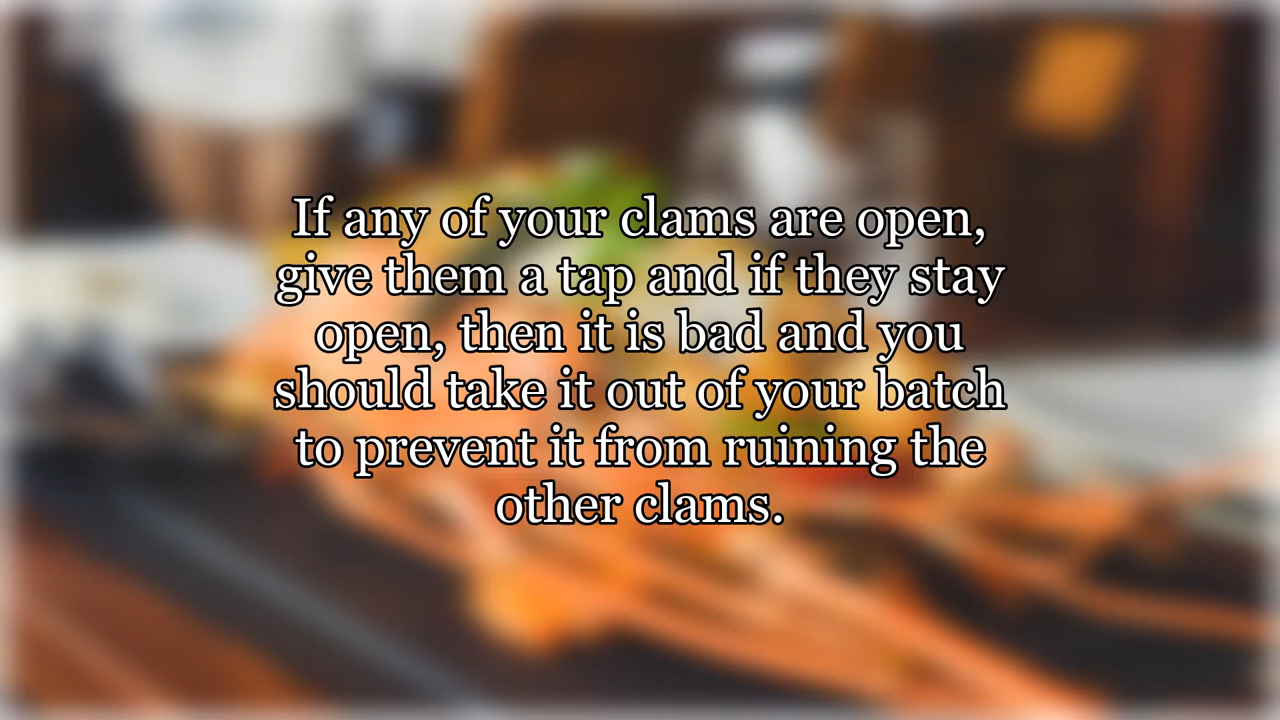 If any of your clams are open,
give them a tap and if they stay
open, then it is bad and you
should take it out of your batch
to prevent it from ruining the
other clams.